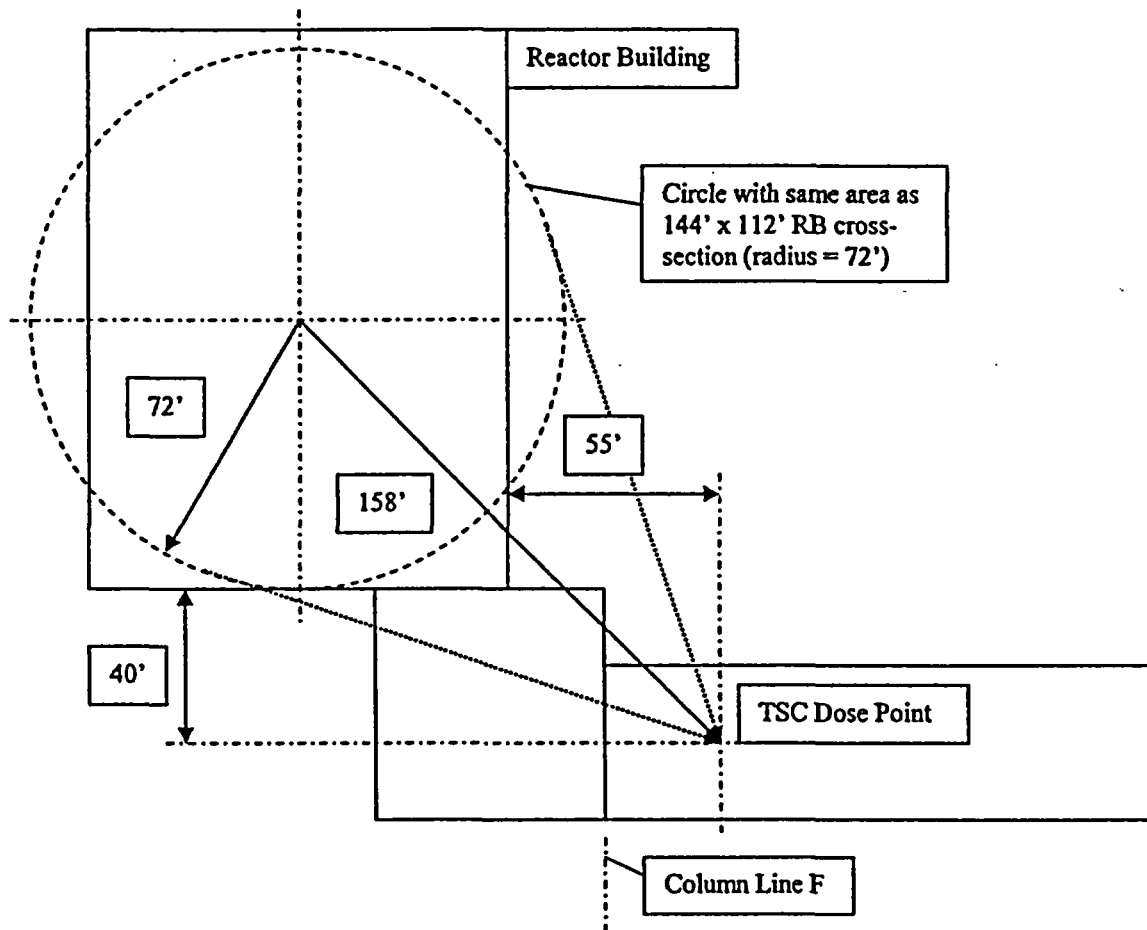 Reactor Building
Circle with same area as
144' x 112' RB cross-
section (radius = 72')
72'
55'
158'
40'
TSC Dose Point
Column Line F